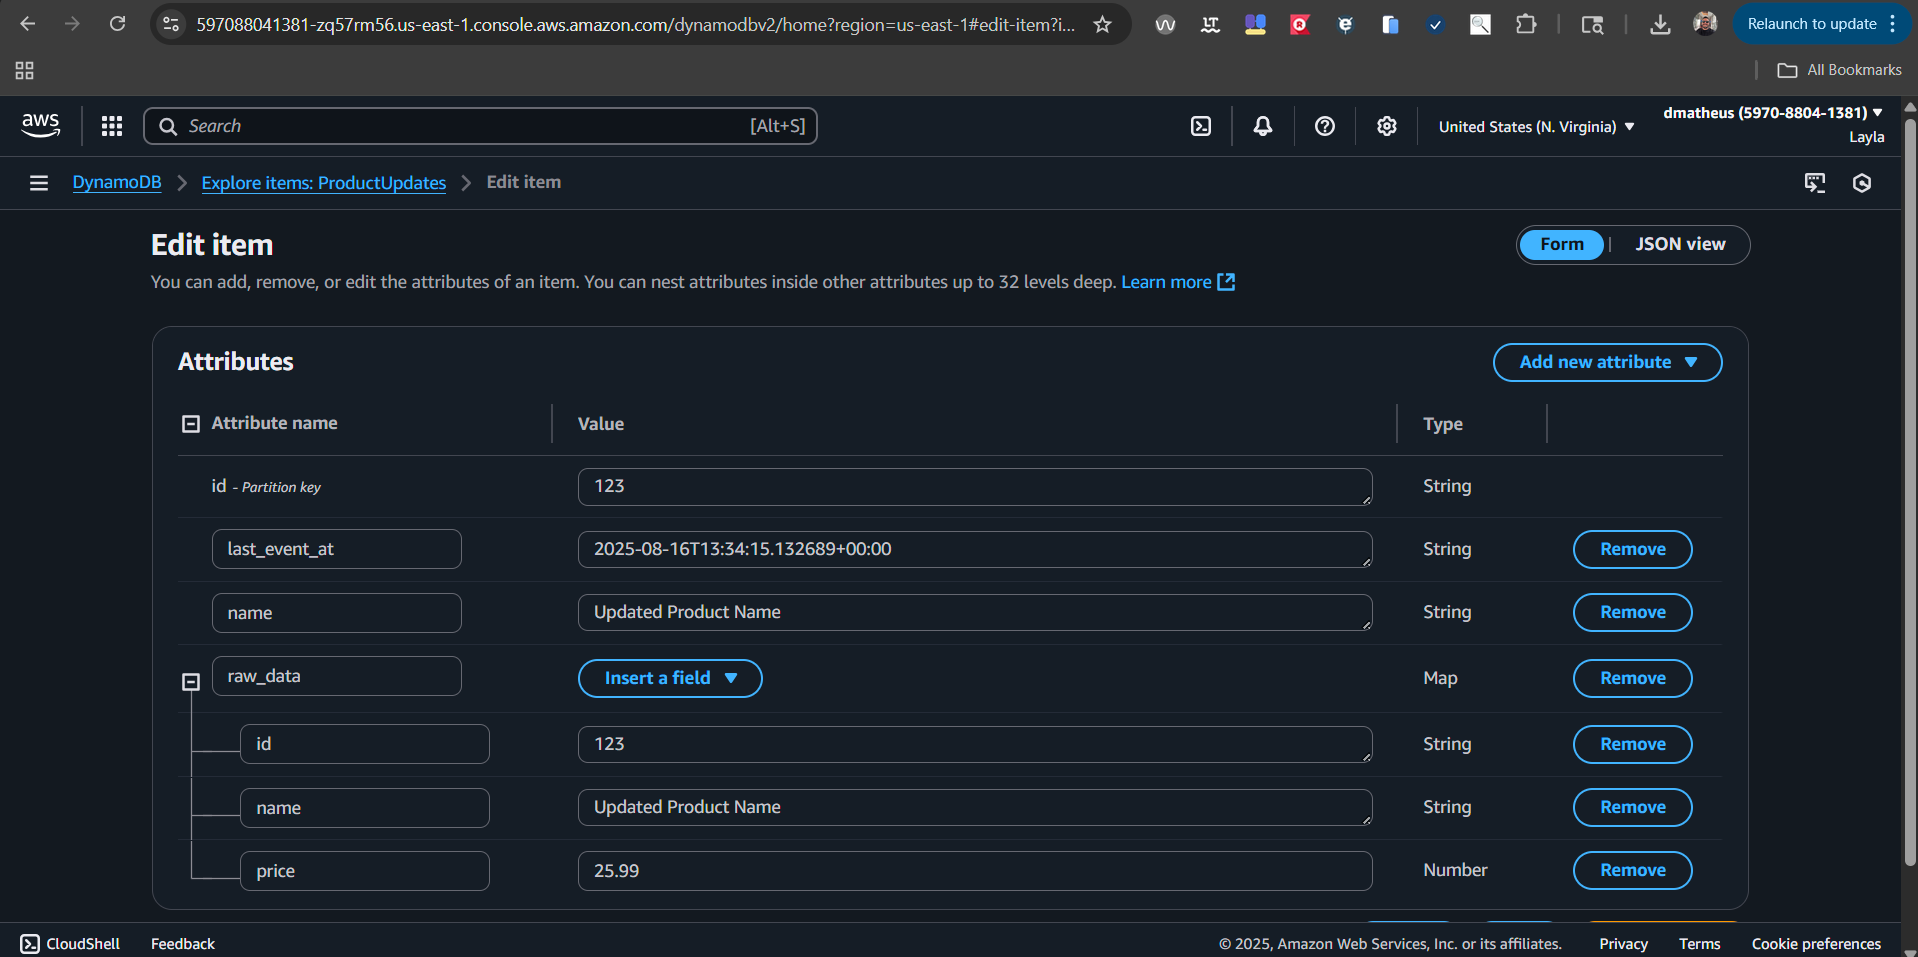 597088041381-zq57rm56.us-east-1.console.aws.amazon.com/dynamodbv2/home?region=us-east-1#edit-item?i...
Relaunch to update
All Bookmarks
aws
Search
[Alt+S]
United States (N. Virginia)
dmatheus (5970-8804-1381)
Layla
DynamoDB
Explore items: ProductUpdates
Edit item
Edit item
Form
JSON view
You can add, remove, or edit the attributes of an item. You can nest attributes inside other attributes up to 32 levels deep. Learn more
Attributes
Add new attribute
Attribute name
Value
Type
id - Partition key
123
String
last_event_at
2025-08-16T13:34:15.132689+00:00
String
Remove
name
Updated Product Name
String
Remove
raw_data
Insert a field
Map
Remove
id
123
String
Remove
name
Updated Product Name
String
Remove
price
25.99
Number
Remove
CloudShell
Feedback
© 2025, Amazon Web Services, Inc. or its affiliates.
Privacy
Terms
Cookie preferences